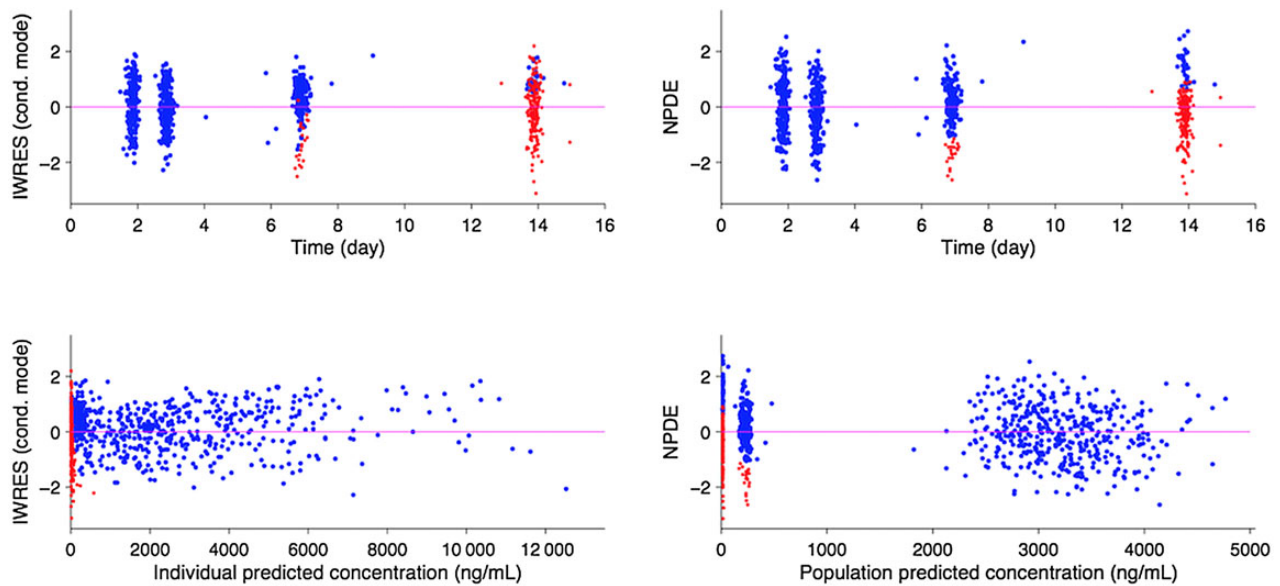 IWRES (cond. mode)
2
0
−2
0 2 4 6 8 10 12 14 16
Time (day)
NPDE
2
0
−2
0 2 4 6 8 10 12 14 16
Time (day)
IWRES (cond. mode)
2
0
−2
0 2000 4000 6000 8000 10 000 12 000
Individual predicted concentration (ng/mL)
NPDE
2
0
−2
0 1000 2000 3000 4000 5000
Population predicted concentration (ng/mL)